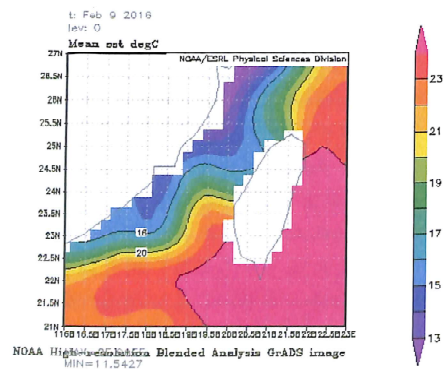 t: Feb 9 2016
lev: 0
Mean sst degC
NOAA/ESRL Physical Sciences Division
27N
26.5N
26N
25.5N
25N
24.5N
24N
23.5N
23N
22.5N
22N
21.5N
21N
16
20
23
21
19
17
15
13
NOAA High-resolution Blended Analysis GrADS image
MIN=11.5427